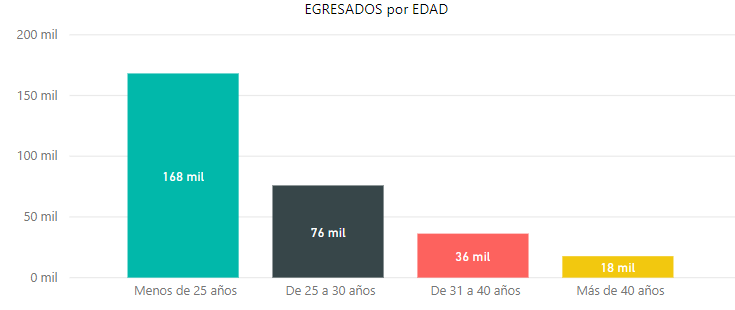 EGRESADOS por EDAD
200 mil
150 mil
100 mil
50 mil
0 mil
168 mil
76 mil
36 mil
18 mil
Menos de 25 años
De 25 a 30 años
De 31 a 40 años
Más de 40 años